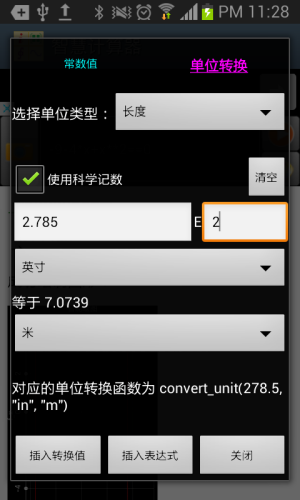 PM 11:28
常数值
单位转换
选择单位类型： 长度
使用科学记数 清空
2.785 E 2
英寸
等于 7.0739
米
对应的单位转换函数为 convert_unit(278.5,
"in", "m")
插入转换值 插入表达式 关闭